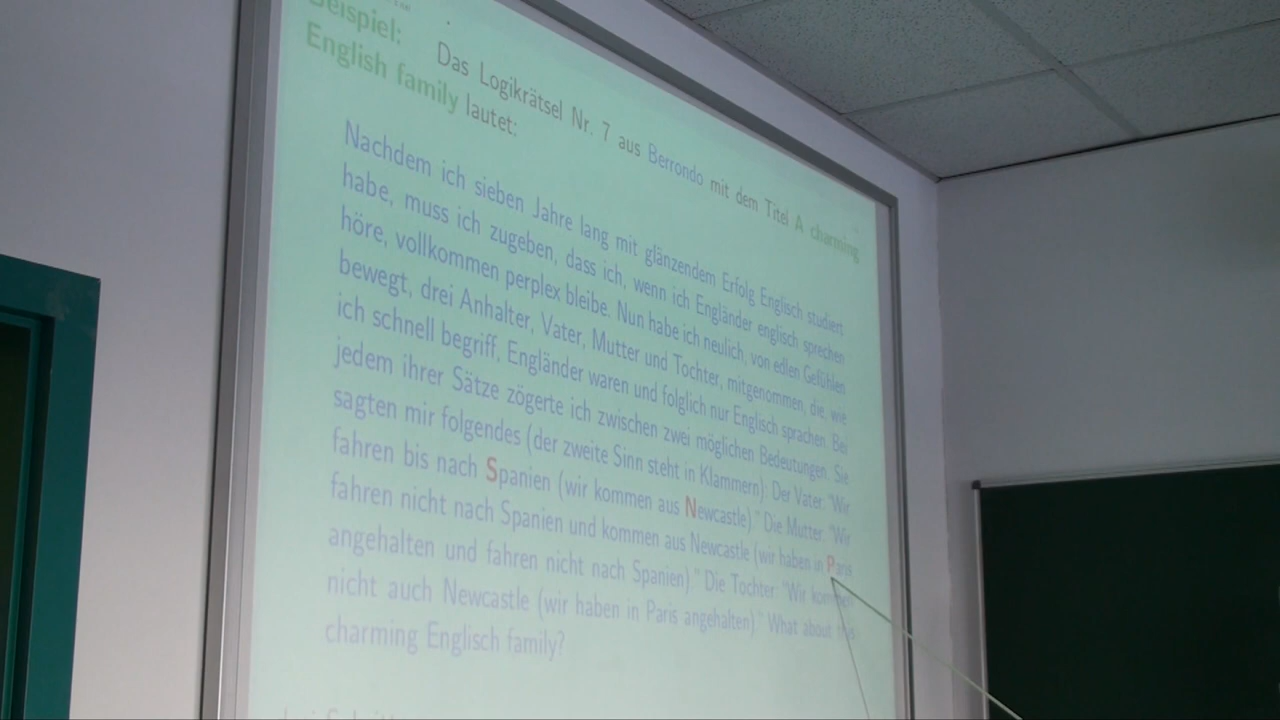 Beispiel: Das Logikrätsel Nr. 7 aus Berrondo mit dem Titel A charming
English family lautet:
Nachdem ich sieben Jahre lang mit glänzendem Erfolg Englisch studiert
habe, muss ich zugeben, dass ich, wenn ich Engländer englisch sprechen
höre, vollkommen perplex bleibe. Nun habe ich neulich, von edlen Gefühlen
bewegt, drei Anhalter, Vater, Mutter und Tochter, mitgenommen, die, wie
ich schnell begriff, Engländer waren und folglich nur Englisch sprachen. Bei
jedem ihrer Sätze zögerte ich zwischen zwei möglichen Bedeutungen. Sie
sagten mir folgendes (der zweite Sinn steht in Klammern): Der Vater: "Wir
fahren bis nach Spanien (wir kommen aus Newcastle)." Die Mutter: "Wir
fahren nicht nach Spanien und kommen aus Newcastle (wir haben in Paris
angehalten und fahren nicht nach Spanien)." Die Tochter: "Wir kommen
nicht auch Newcastle (wir haben in Paris angehalten)." What about this
charming Englisch family?